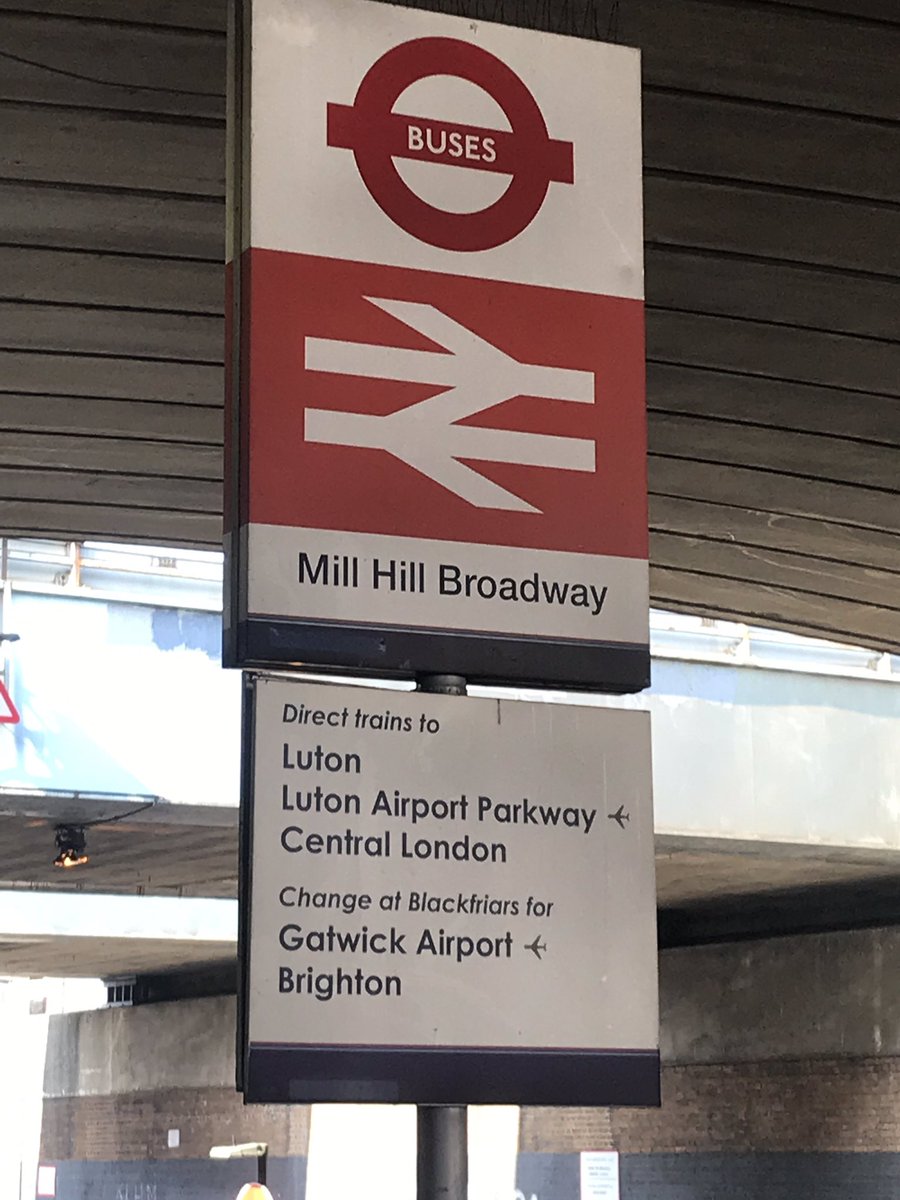 BUSES
Mill Hill Broadway
Direct trains to
Luton
Luton Airport Parkway
Central London
Change at Blackfriars for
Gatwick Airport
Brighton